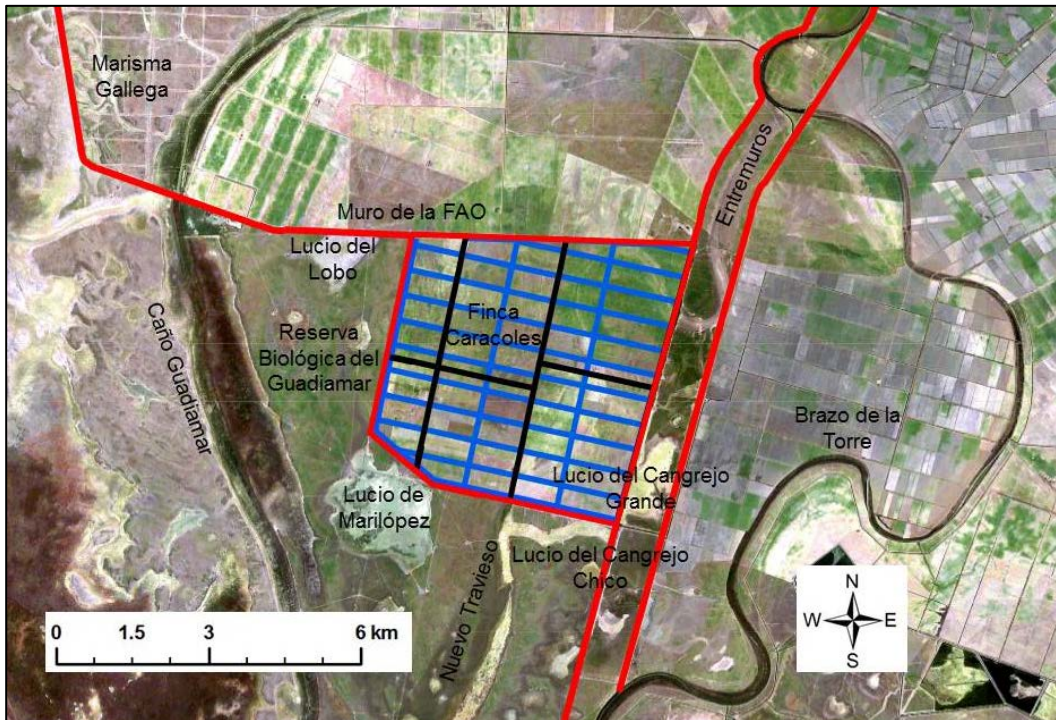 Marisma
Gallega
Entremuros
Muro de la FAO
Lucio del
Lobo
Finca
Caracoles
Reserva
Biológica del
Guadiamar
Caño Guadiamar
Brazo de la
Torre
Lucio del Cangrejo
Grande
Lucio de
Marilópez
Lucio del Cangrejo
Chico
Nuevo Travieso
N
W E
S
0 1.5 3 6 km